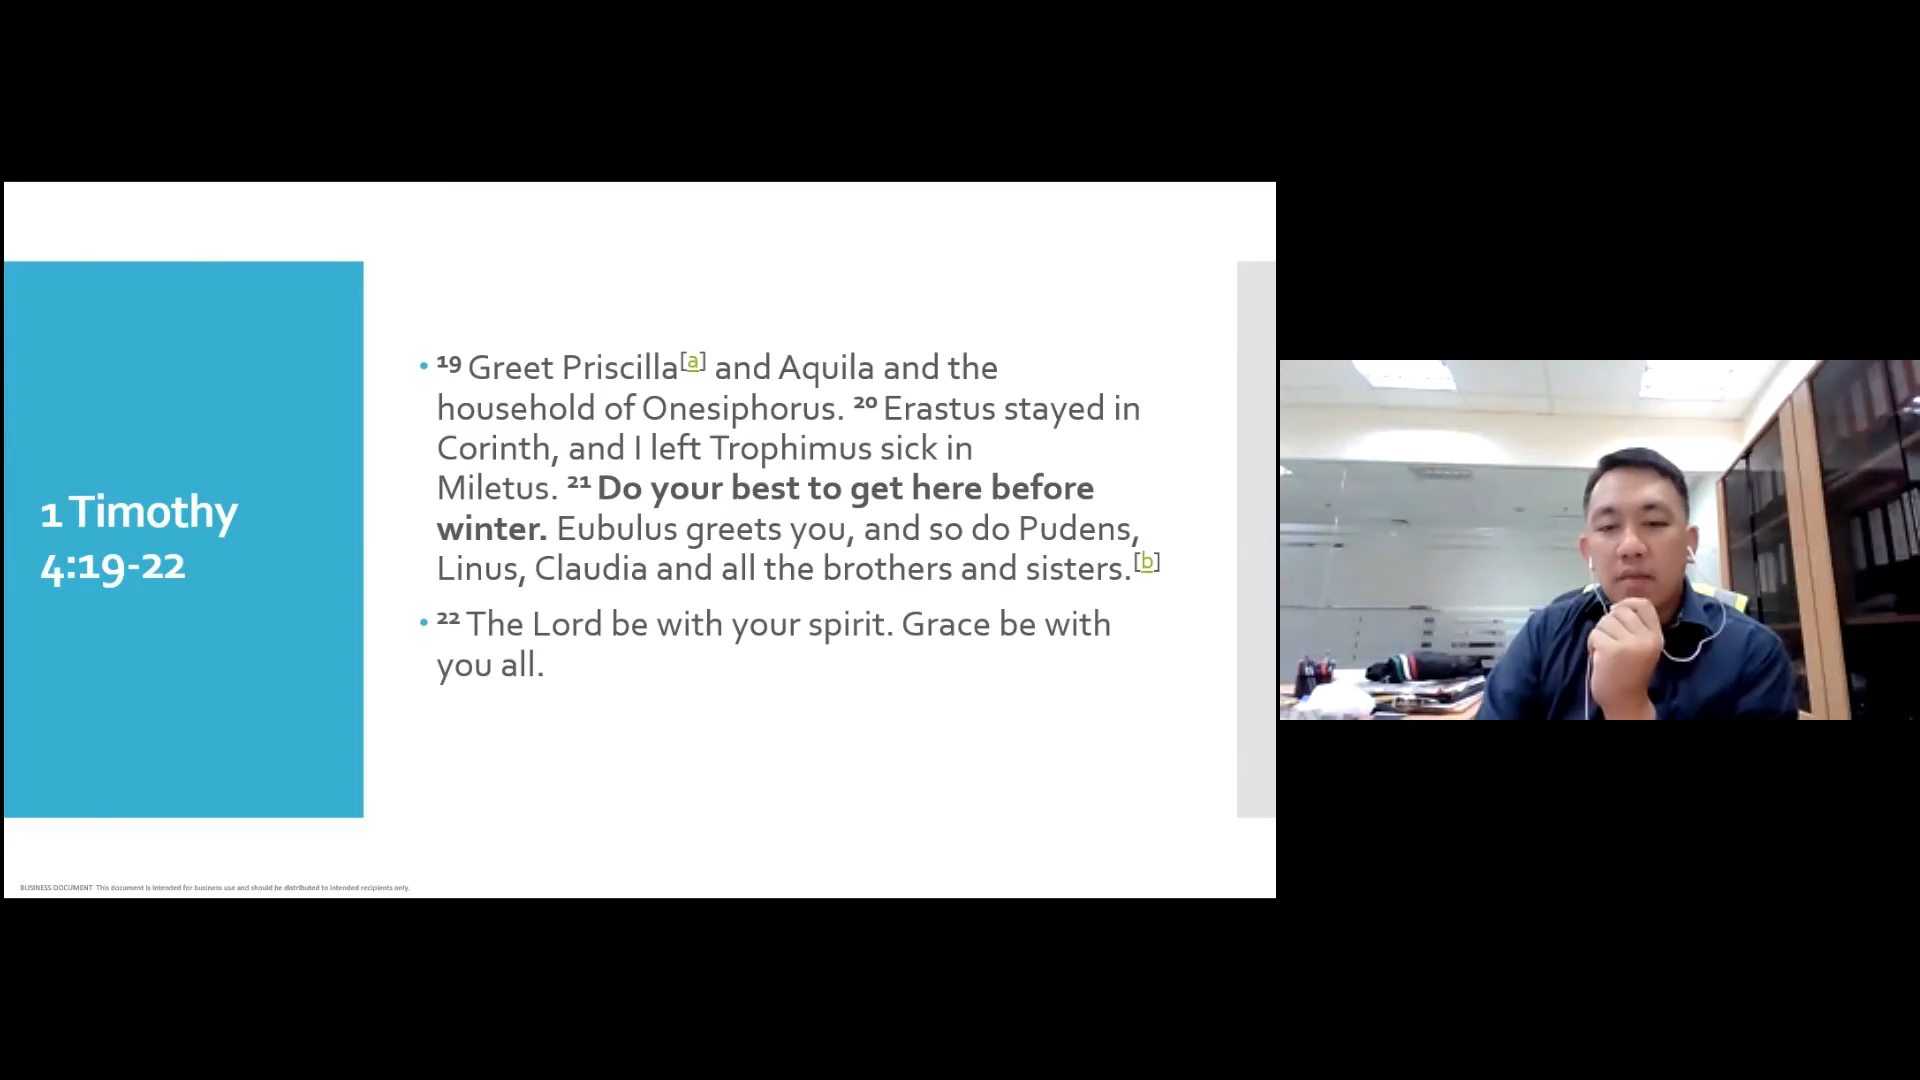 1 Timothy
4:19-22
• 19 Greet Priscilla[a] and Aquila and the
household of Onesiphorus. 20 Erastus stayed in
Corinth, and I left Trophimus sick in
Miletus. 21 Do your best to get here before
winter. Eubulus greets you, and so do Pudens,
Linus, Claudia and all the brothers and sisters.[b]
• 22 The Lord be with your spirit. Grace be with
you all.
BUSINESS DOCUMENT This document is intended for business use and should be distributed to intended recipients only.